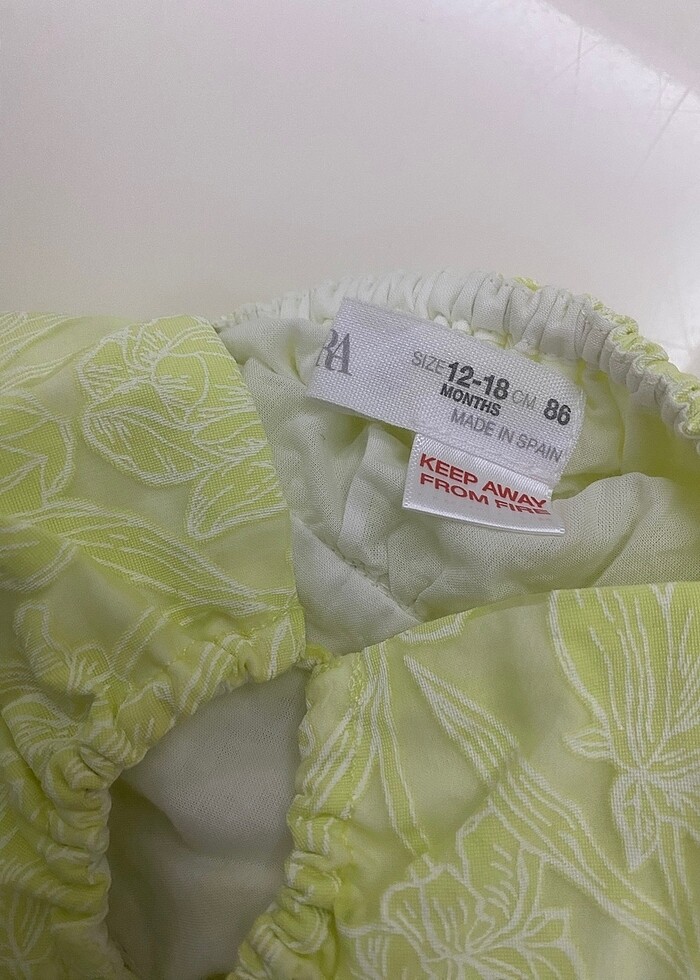 RA
SIZE 12-18 CM 86
MONTHS
MADE IN SPAIN
KEEP AWAY
FROM FIRE